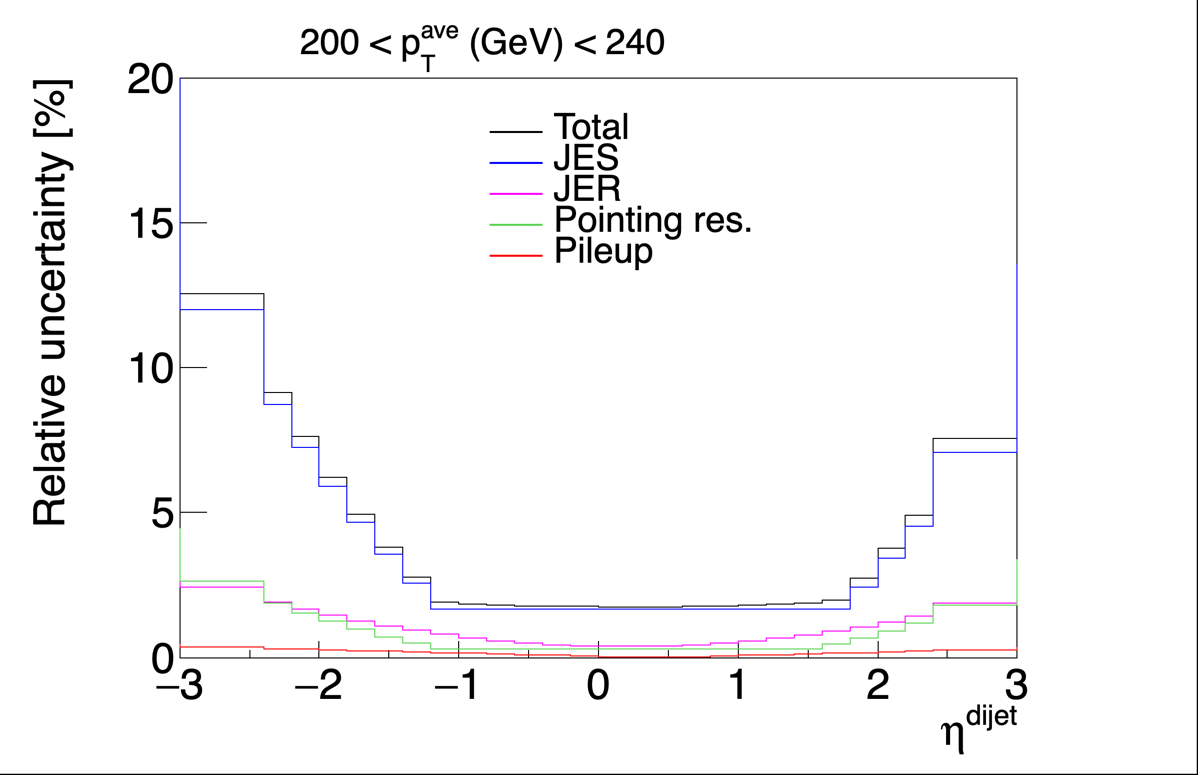 200 < p_T^ave (GeV) < 240
Relative uncertainty [%]
20
15
10
5
0
Total
JES
JER
Pointing res.
Pileup
−3 −2 −1 0 1 2 3
η^dijet